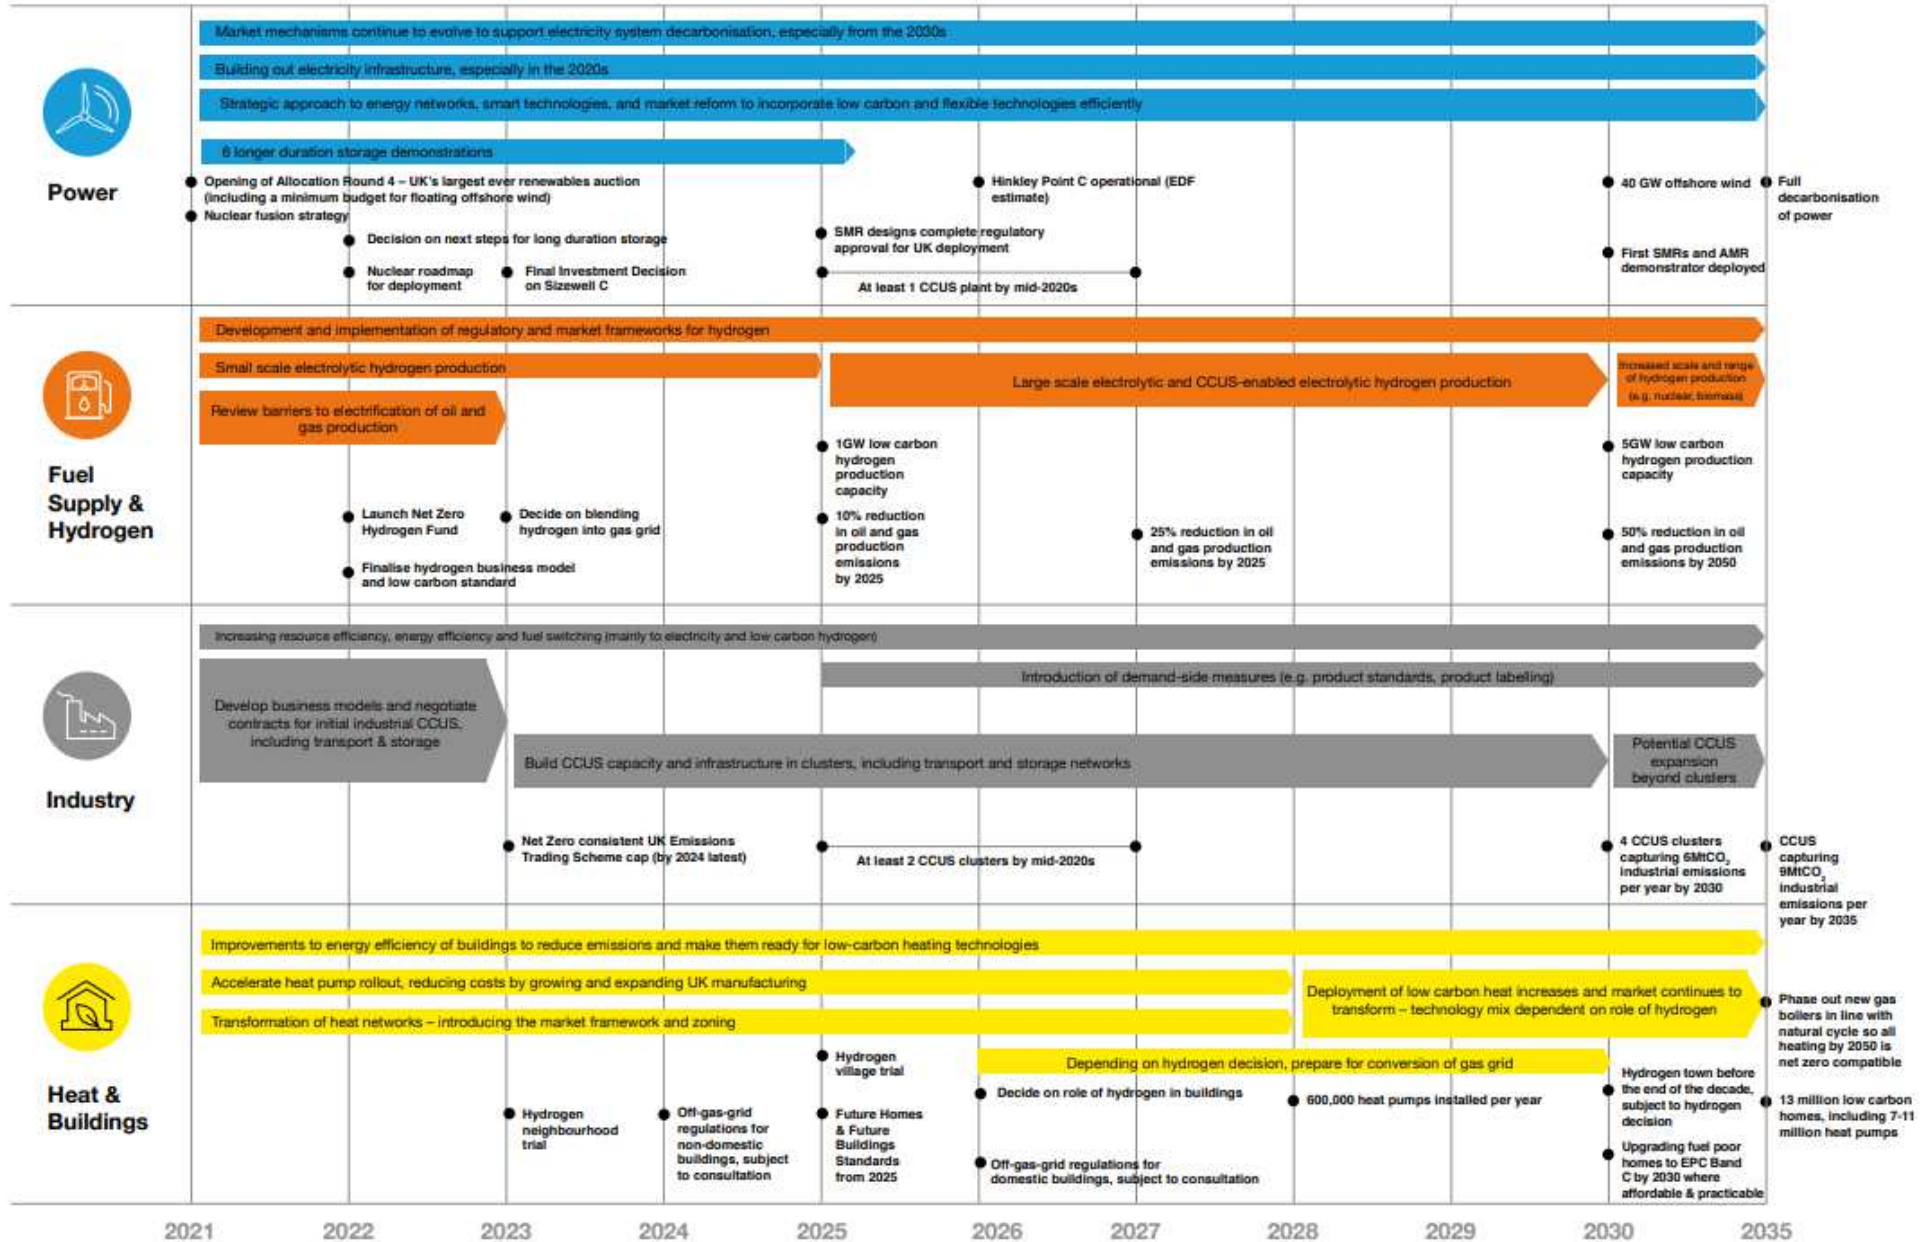 Market mechanisms continue to evolve to support electricity system decarbonisation, especially from the 2030s
Building out electricity infrastructure, especially in the 2020s
Strategic approach to energy networks, smart technologies, and market reform to incorporate low carbon and flexible technologies efficiently
6 longer duration storage demonstrations
Power
Opening of Allocation Round 4 – UK's largest ever renewables auction
(including a minimum budget for floating offshore wind)
Nuclear fusion strategy
Decision on next steps for long duration storage
Nuclear roadmap
for deployment
Final Investment Decision
on Sizewell C
SMR designs complete regulatory
approval for UK deployment
At least 1 CCUS plant by mid-2020s
Hinkley Point C operational (EDF
estimate)
40 GW offshore wind
First SMRs and AMR
demonstrator deployed
Full
decarbonisation
of power
Development and implementation of regulatory and market frameworks for hydrogen
Small scale electrolytic hydrogen production
Large scale electrolytic and CCUS-enabled electrolytic hydrogen production
Increased scale and range
of hydrogen production
(e.g. nuclear, biomass)
Review barriers to electrification of oil and
gas production
Fuel
Supply &
Hydrogen
Launch Net Zero
Hydrogen Fund
Finalise hydrogen business model
and low carbon standard
Decide on blending
hydrogen into gas grid
1GW low carbon
hydrogen
production
capacity
10% reduction
in oil and gas
production
emissions
by 2025
25% reduction in oil
and gas production
emissions by 2025
5GW low carbon
hydrogen production
capacity
50% reduction in oil
and gas production
emissions by 2050
Increasing resource efficiency, energy efficiency and fuel switching (mainly to electricity and low carbon hydrogen)
Introduction of demand-side measures (e.g. product standards, product labelling)
Develop business models and negotiate
contracts for initial industrial CCUS,
including transport & storage
Build CCUS capacity and infrastructure in clusters, including transport and storage networks
Potential CCUS
expansion
beyond clusters
Industry
Net Zero consistent UK Emissions
Trading Scheme cap (by 2024 latest)
At least 2 CCUS clusters by mid-2020s
4 CCUS clusters
capturing 6MtCO₂
industrial emissions
per year by 2030
CCUS
capturing
9MtCO₂
industrial
emissions per
year by 2035
Improvements to energy efficiency of buildings to reduce emissions and make them ready for low-carbon heating technologies
Accelerate heat pump rollout, reducing costs by growing and expanding UK manufacturing
Transformation of heat networks – introducing the market framework and zoning
Deployment of low carbon heat increases and market continues to
transform – technology mix dependent on role of hydrogen
Depending on hydrogen decision, prepare for conversion of gas grid
Heat &
Buildings
Hydrogen
neighbourhood
trial
Off-gas-grid
regulations for
non-domestic
buildings, subject
to consultation
Hydrogen
village trial
Future Homes
& Future
Buildings
Standards
from 2025
Decide on role of hydrogen in buildings
Off-gas-grid regulations for
domestic buildings, subject to consultation
600,000 heat pumps installed per year
Hydrogen town before
the end of the decade,
subject to hydrogen
decision
Upgrading fuel poor
homes to EPC Band
C by 2030 where
affordable & practicable
Phase out new gas
boilers in line with
natural cycle so all
heating by 2050 is
net zero compatible
13 million low carbon
homes, including 7-11
million heat pumps
2021 2022 2023 2024 2025 2026 2027 2028 2029 2030 2035